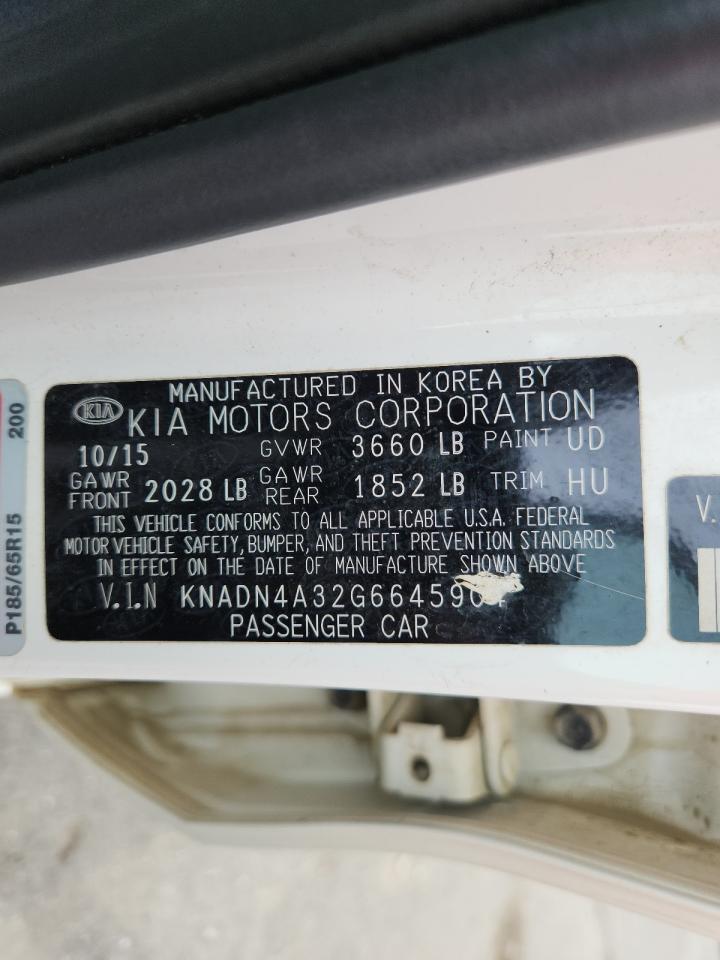 MANUFACTURED IN KOREA BY
KIA KIA MOTORS CORPORATION
10/15 GVWR 3660 LB PAINT UD
GAWR FRONT 2028 LB GAWR REAR 1852 LB TRIM HU
THIS VEHICLE CONFORMS TO ALL APPLICABLE U.S.A. FEDERAL
MOTOR VEHICLE SAFETY, BUMPER, AND THEFT PREVENTION STANDARDS
IN EFFECT ON THE DATE OF MANUFACTURE SHOWN ABOVE
V.I.N
PASSENGER CAR
P185/65R15 200
V.